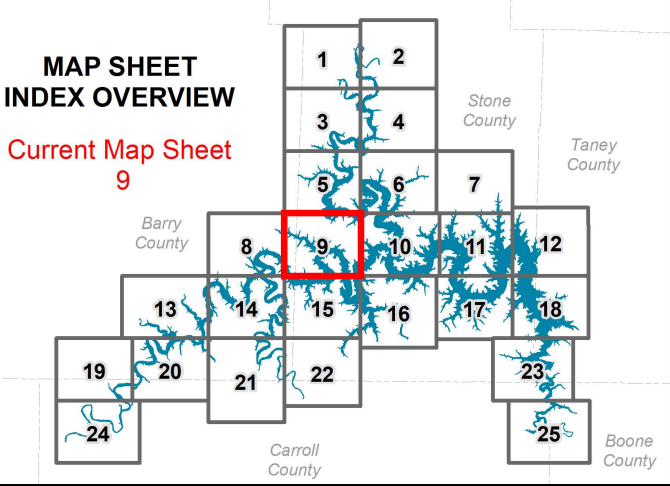 MAP SHEET
INDEX OVERVIEW
Current Map Sheet
9
1
2
3
4
Stone
County
Taney
County
5
6
7
Barry
County
8
9
10
11
12
13
14
15
16
17
18
19
20
21
22
23
24
25
Carroll
County
Boone
County